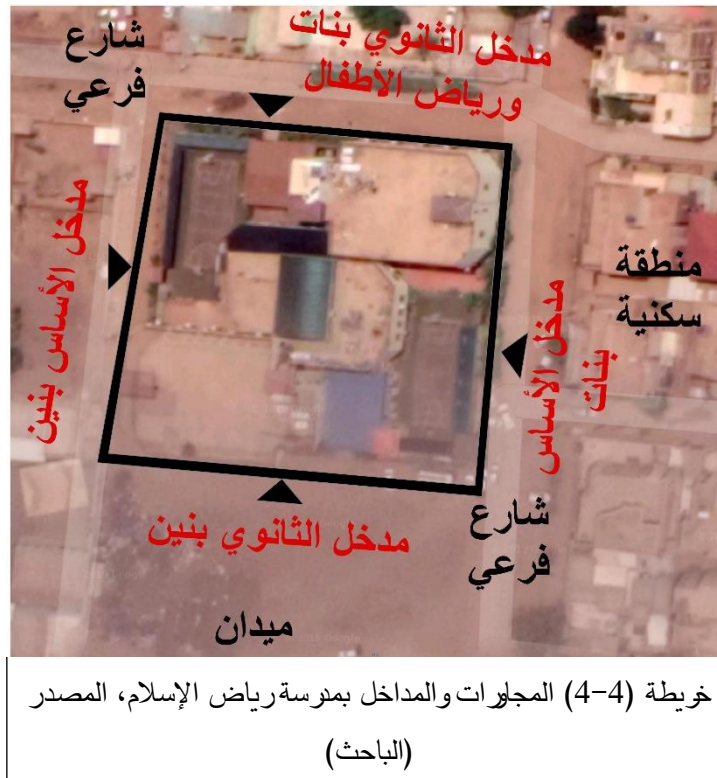 مدخل الثانوي بنات
ورياض الأطفال
شارع
فرعي
مدخل الأساس بنين
منطقة
سكنية
مدخل الأساس
بنات
شارع
فرعي
مدخل الثانوي بنين
ميدان
خريطة (4-4) المجاورات والمداخل بمدرسة رياض الإسلام، المصدر
(الباحث)